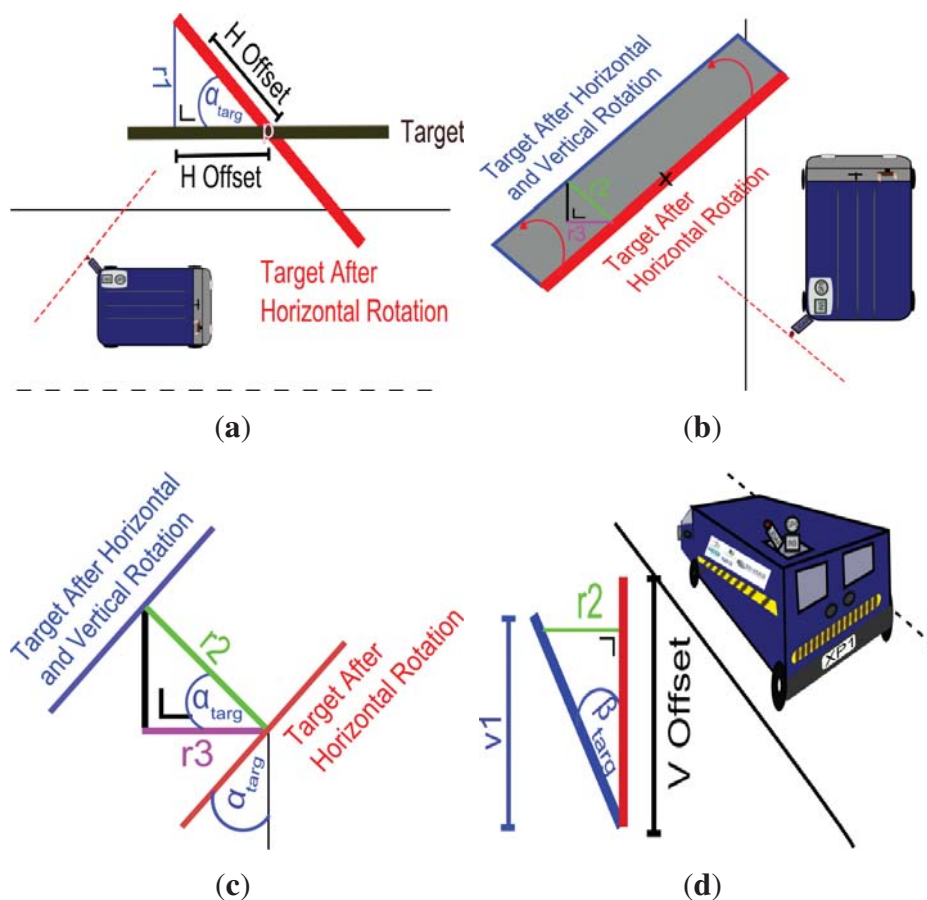 H Offset
r1
α targ
p
Target
H Offset
Target After
Horizontal Rotation
(a)
Target After Horizontal
and Vertical Rotation
r2
r3
x
Target After
Horizontal Rotation
(b)
Target After Horizontal
and Vertical Rotation
r2
α targ
r3
Target After
Horizontal Rotation
α targ
(c)
r2
v1
β targ
V Offset
XP1
(d)